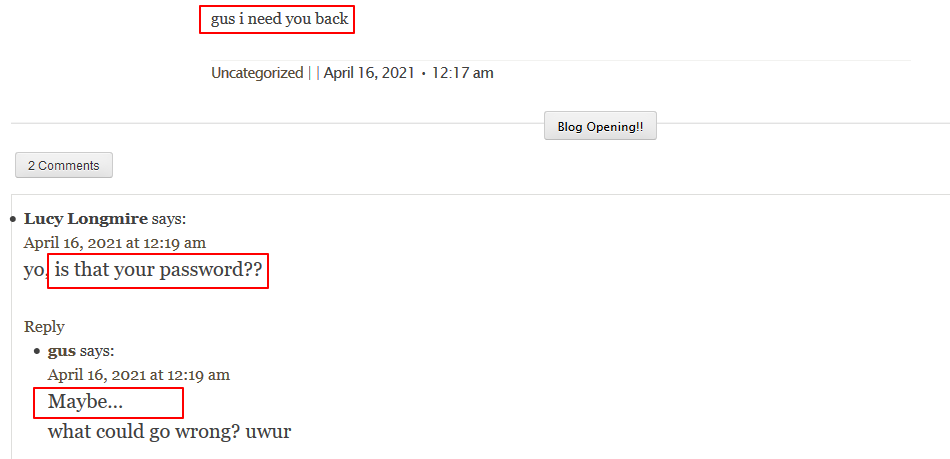 gus i need you back
Uncategorized | | April 16, 2021 · 12:17 am
Blog Opening!!
2 Comments
• Lucy Longmire says:
April 16, 2021 at 12:19 am
yo, is that your password??
Reply
• gus says:
April 16, 2021 at 12:19 am
Maybe...
what could go wrong? uwur